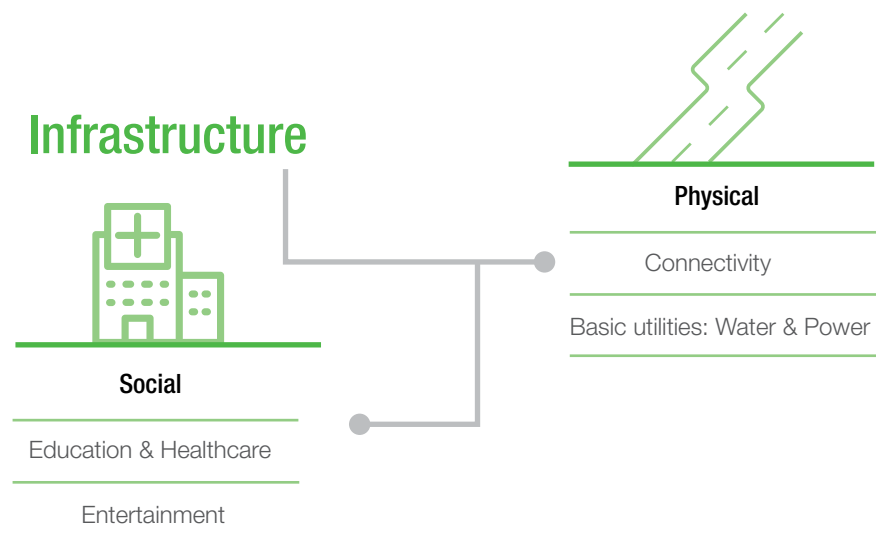 Infrastructure
Physical
Connectivity
Basic utilities: Water & Power
Social
Education & Healthcare
Entertainment